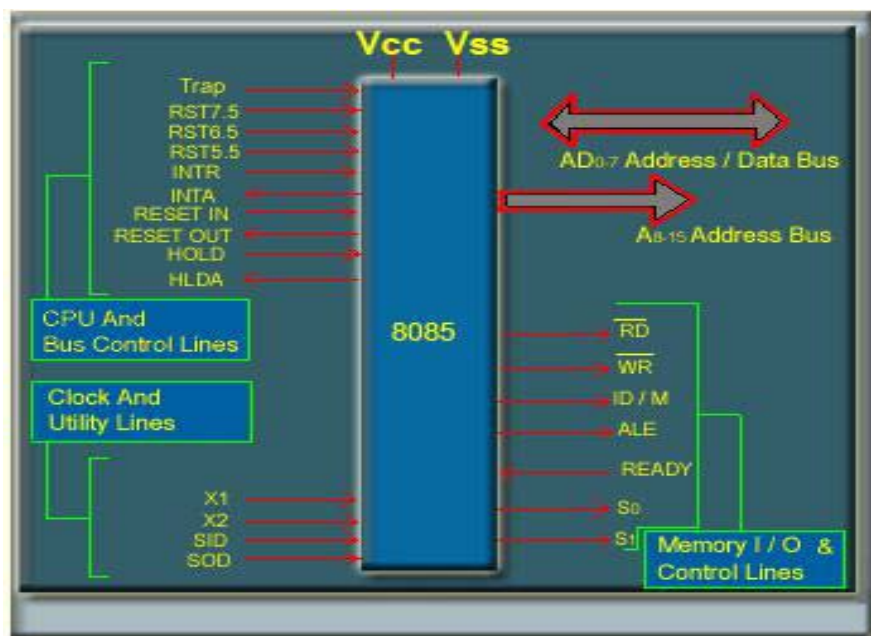 Vcc Vss
Trap
RST7.5
RST6.5
RST5.5
INTR
INTA
RESET IN
RESET OUT
HOLD
HLDA
CPU And
Bus Control Lines
Clock And
Utility Lines
X1
X2
SID
SOD
8085
AD0-7 Address / Data Bus
A8-15 Address Bus
RD
WR
ID / M
ALE
READY
S0
S1
Memory I / O &
Control Lines